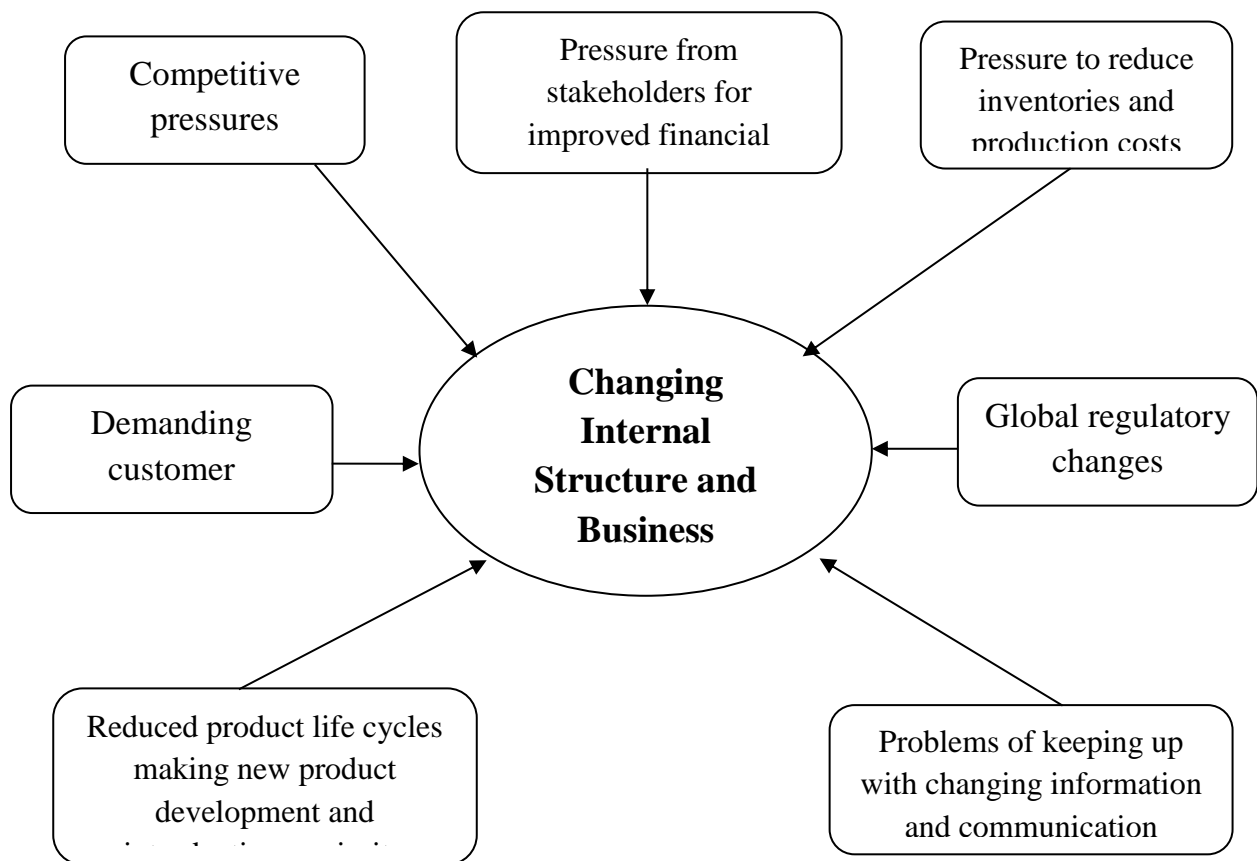 Competitive
pressures
Pressure from
stakeholders for
improved financial
Pressure to reduce
inventories and
production costs
Demanding
customer
Changing
Internal
Structure and
Business
Global regulatory
changes
Reduced product life cycles
making new product
development and
Problems of keeping up
with changing information
and communication